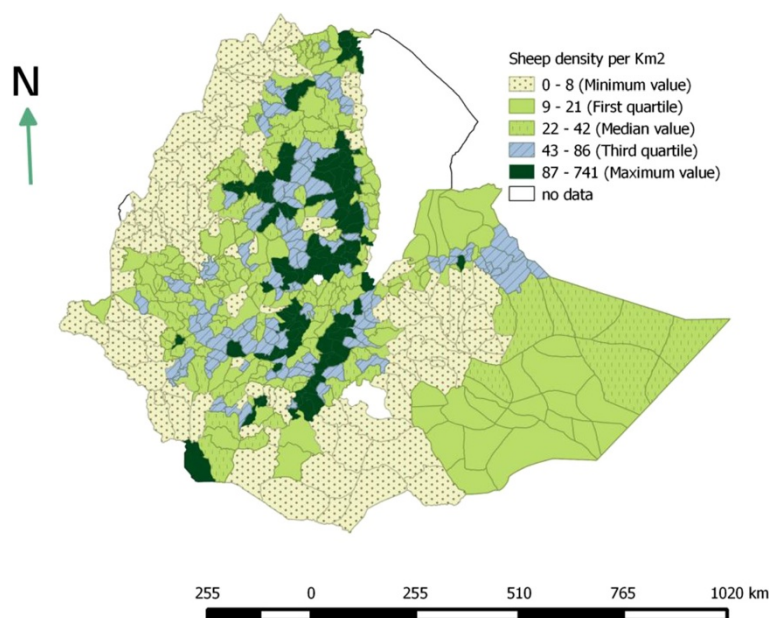 N
Sheep density per Km2
0 - 8 (Minimum value)
9 - 21 (First quartile)
22 - 42 (Median value)
43 - 86 (Third quartile)
87 - 741 (Maximum value)
no data
255 0 255 510 765 1020 km